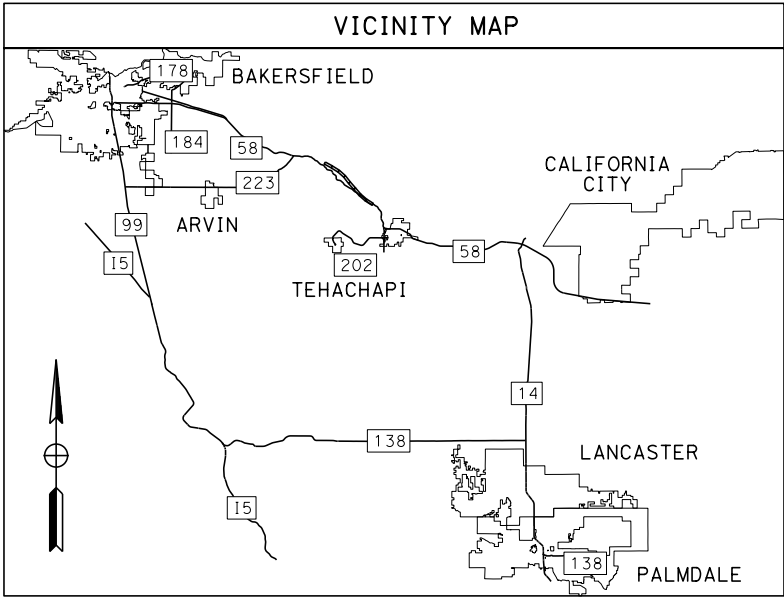 VICINITY MAP
178
BAKERSFIELD
184
58
CALIFORNIA
CITY
223
99
ARVIN
I5
202
58
TEHACHAPI
14
138
LANCASTER
I5
138
PALMDALE